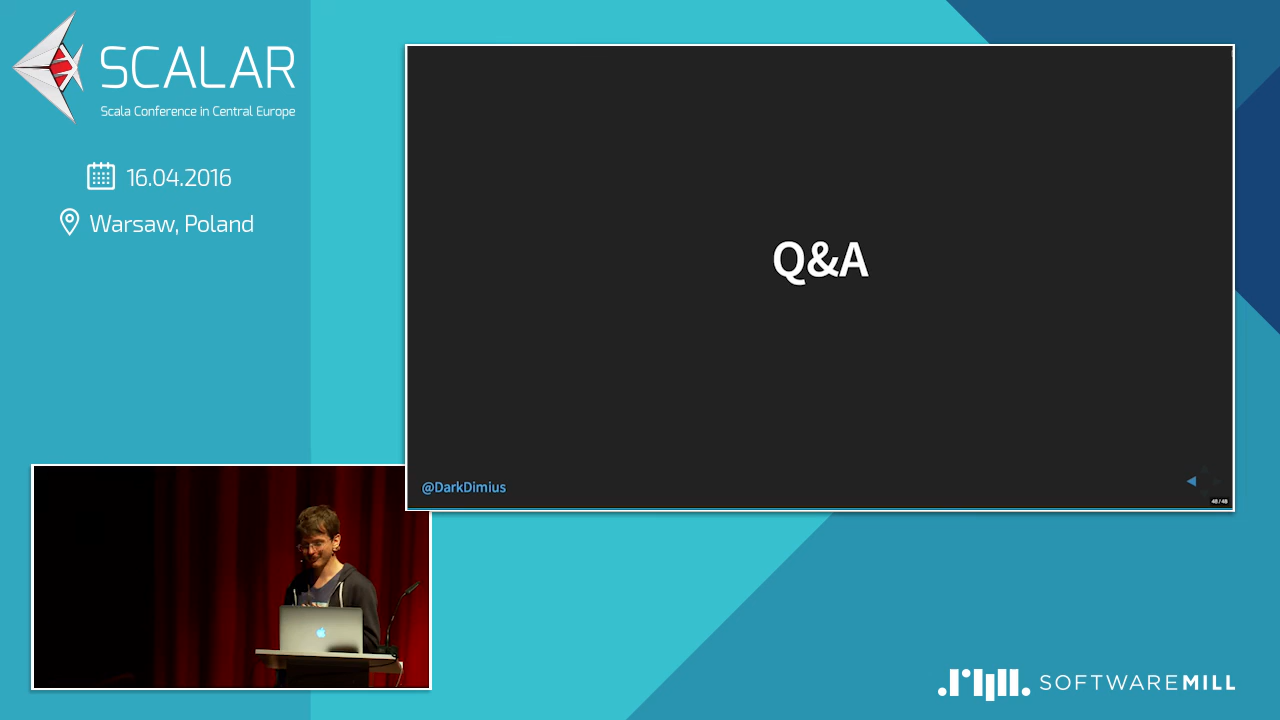 SCALAR
Scala Conference in Central Europe
16.04.2016
Warsaw, Poland
Q&A
@DarkDimius
SOFTWAREMILL